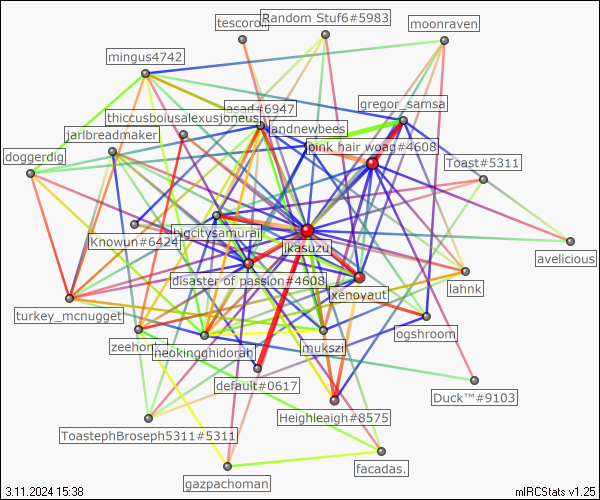 tescoroll
Random Stuf6#5983
moonraven
mingus4742
asad#6947
gregor_samsa
thiccusboiusalexusjoneus
landnewbees
jarlbreadmaker
pink hair woag#4608
doggerdig
Toast#5311
Knowun#6424
bigcitysamurai
ikasuzu
avelicious
disaster of passion#4608
xenoyaut
lahnk
turkey_mcnugget
zeehonk
neokingghidorah
mukszi
ogshroom
default#0617
Heighleaigh#8575
Duck™#9103
ToastephBroseph5311#5311
facadas.
gazpachoman
3.11.2024 15:38
mIRCStats v1.25